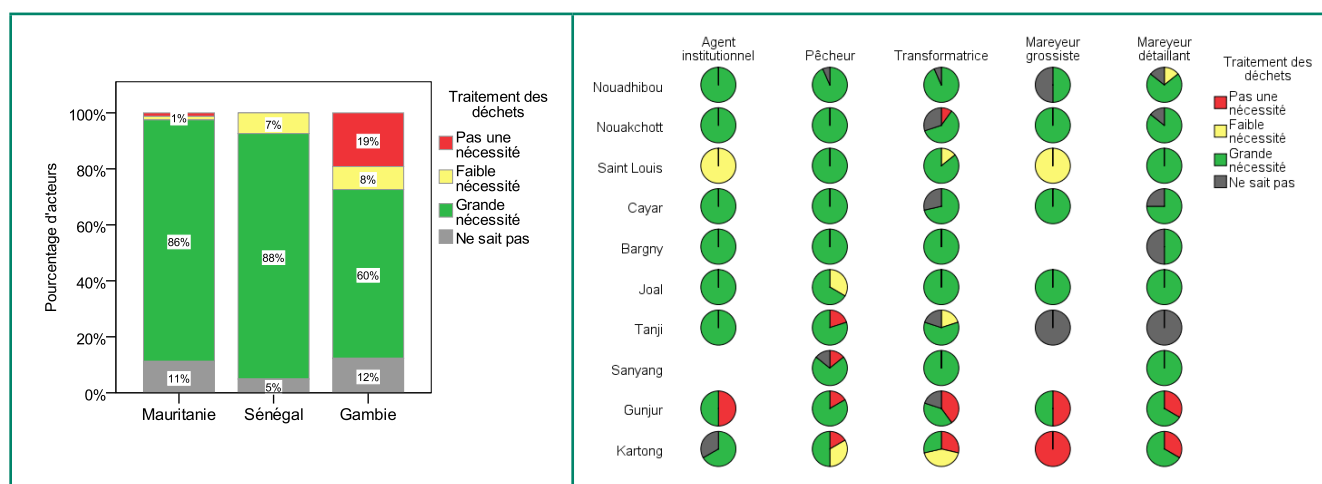 Pourcentage d'acteurs
100%
80%
60%
40%
20%
0%
1%
86%
11%
7%
88%
5%
19%
8%
60%
12%
Mauritanie
Sénégal
Gambie
Traitement des
déchets
Pas une
nécessité
Faible
nécessité
Grande
nécessité
Ne sait pas
Agent
institutionnel
Pêcheur
Transformatrice
Mareyeur
grossiste
Mareyeur
détaillant
Nouadhibou
Nouakchott
Saint Louis
Cayar
Bargny
Joal
Tanji
Sanyang
Gunjur
Kartong
Traitement des
déchets
Pas une
nécessité
Faible
nécessité
Grande
nécessité
Ne sait pas